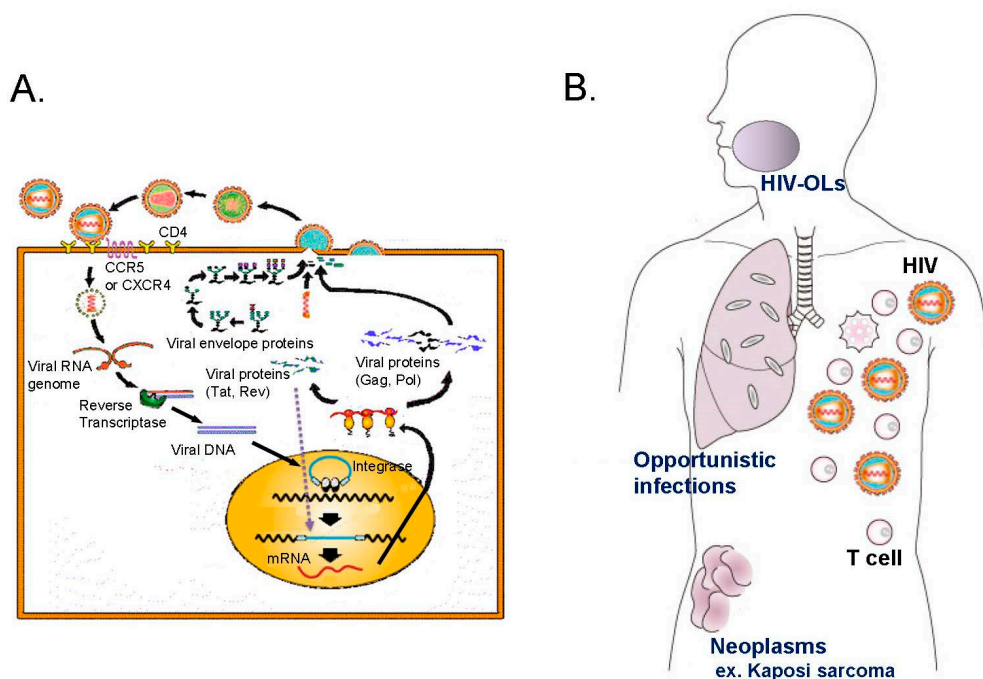 A.
CD4
CCR5
or CXCR4
Viral envelope proteins
Viral RNA
genome
Viral proteins
(Tat, Rev)
Viral proteins
(Gag, Pol)
Reverse
Transcriptase
Viral DNA
Integrase
mRNA
B.
HIV-OLs
HIV
Opportunistic
infections
T cell
Neoplasms
ex. Kaposi sarcoma